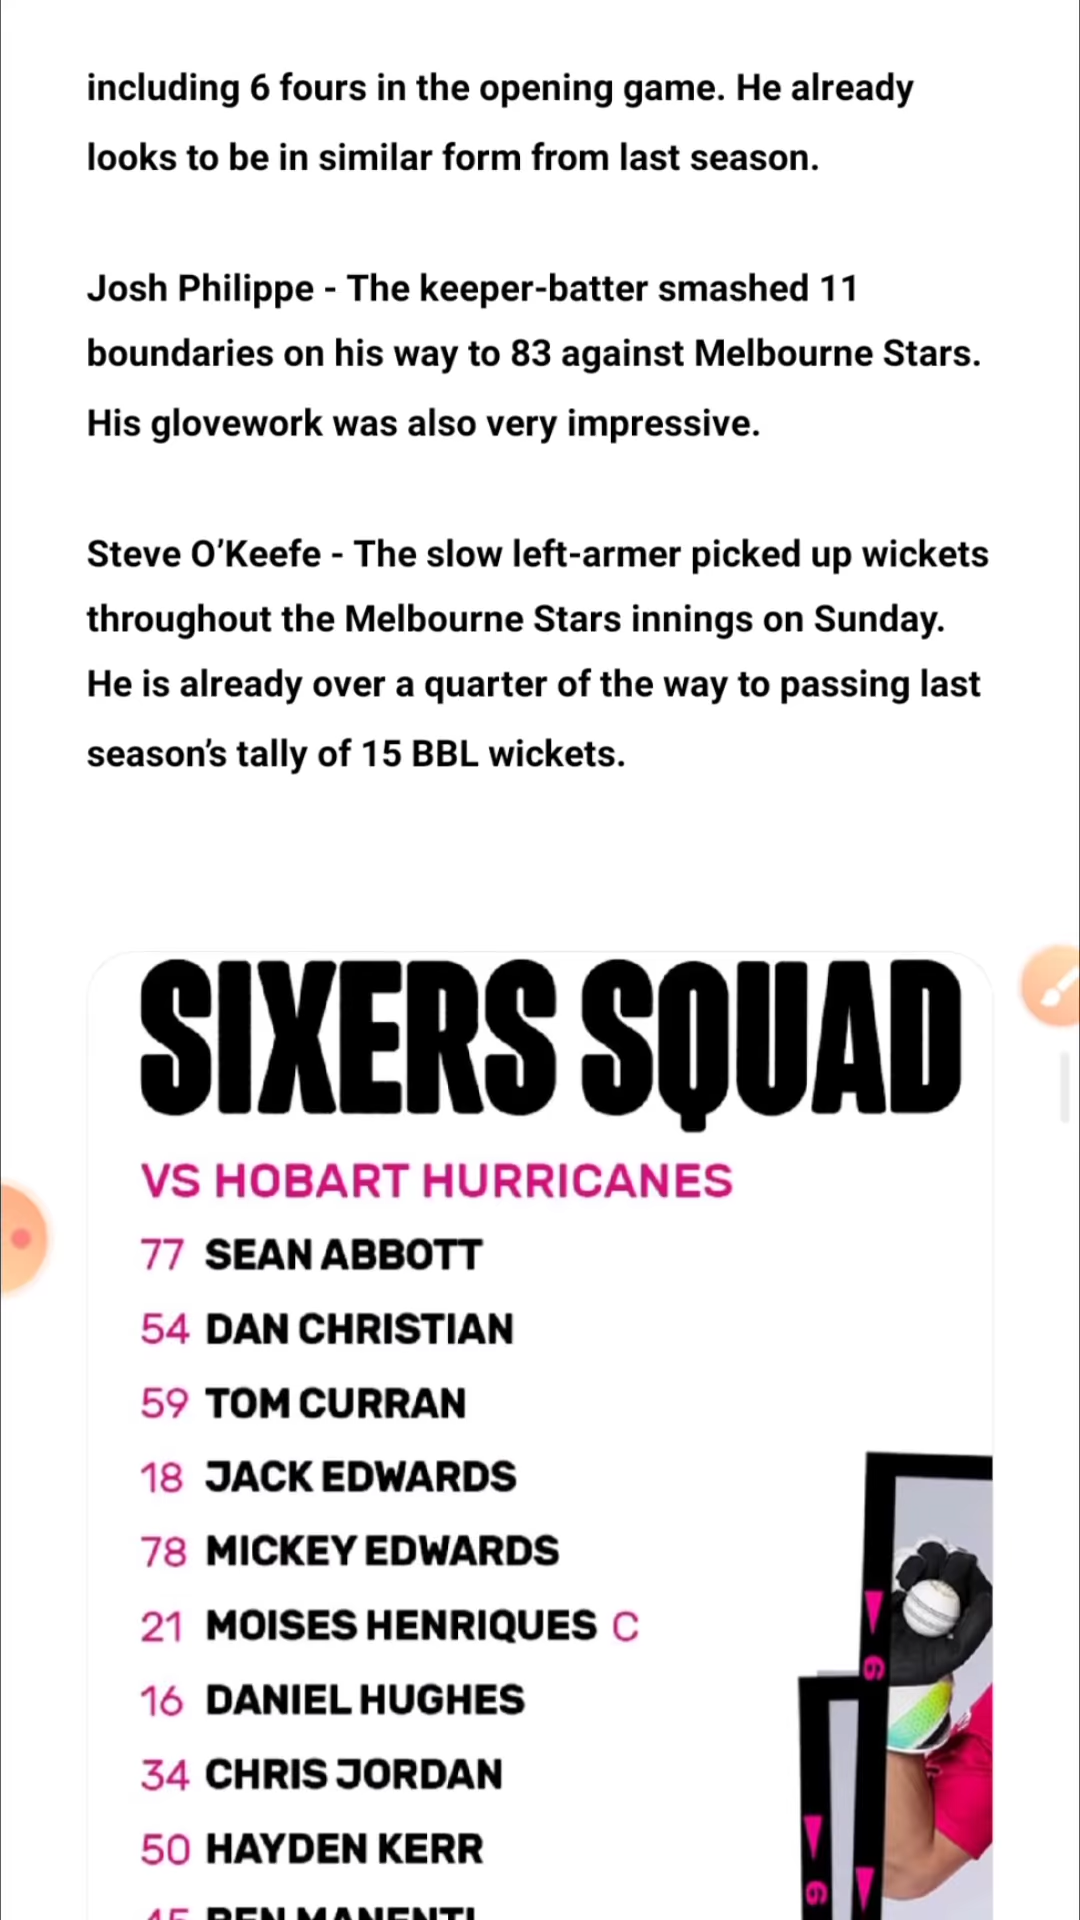 including 6 fours in the opening game. He already
looks to be in similar form from last season.
Josh Philippe - The keeper-batter smashed 11
boundaries on his way to 83 against Melbourne Stars.
His glovework was also very impressive.
Steve O’Keefe - The slow left-armer picked up wickets
throughout the Melbourne Stars innings on Sunday.
He is already over a quarter of the way to passing last
season’s tally of 15 BBL wickets.
SIXERS SQUAD
VS HOBART HURRICANES
77 SEAN ABBOTT
54 DAN CHRISTIAN
59 TOM CURRAN
18 JACK EDWARDS
78 MICKEY EDWARDS
21 MOISES HENRIQUES C
16 DANIEL HUGHES
34 CHRIS JORDAN
50 HAYDEN KERR
45 BEN MANENTI
6
6